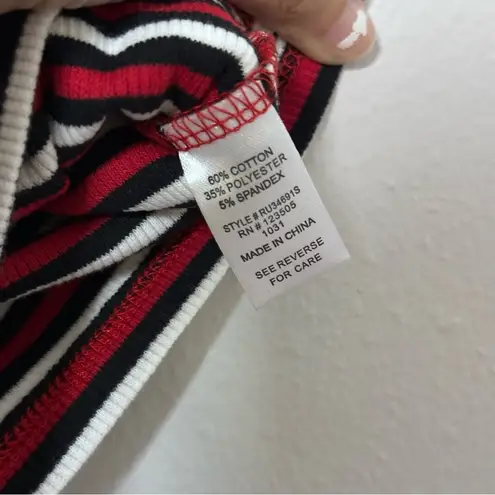 60% COTTON
35% POLYESTER
5% SPANDEX
STYLE# RU34691S
RN# 123505
1031
MADE IN CHINA
SEE REVERSE
FOR CARE